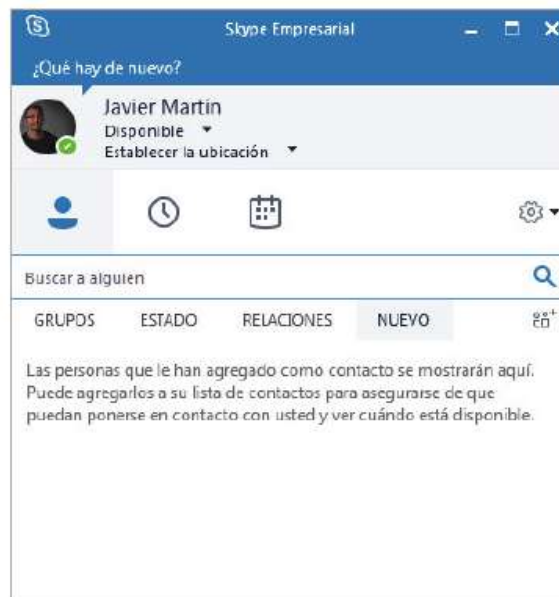 Skype Empresarial
¿Qué hay de nuevo?
Javier Martín
Disponible
Establecer la ubicación
Buscar a alguien
GRUPOS ESTADO RELACIONES NUEVO
Las personas que le han agregado como contacto se mostrarán aquí.
Puede agregarlos a su lista de contactos para asegurarse de que
puedan ponerse en contacto con usted y ver cuándo está disponible.